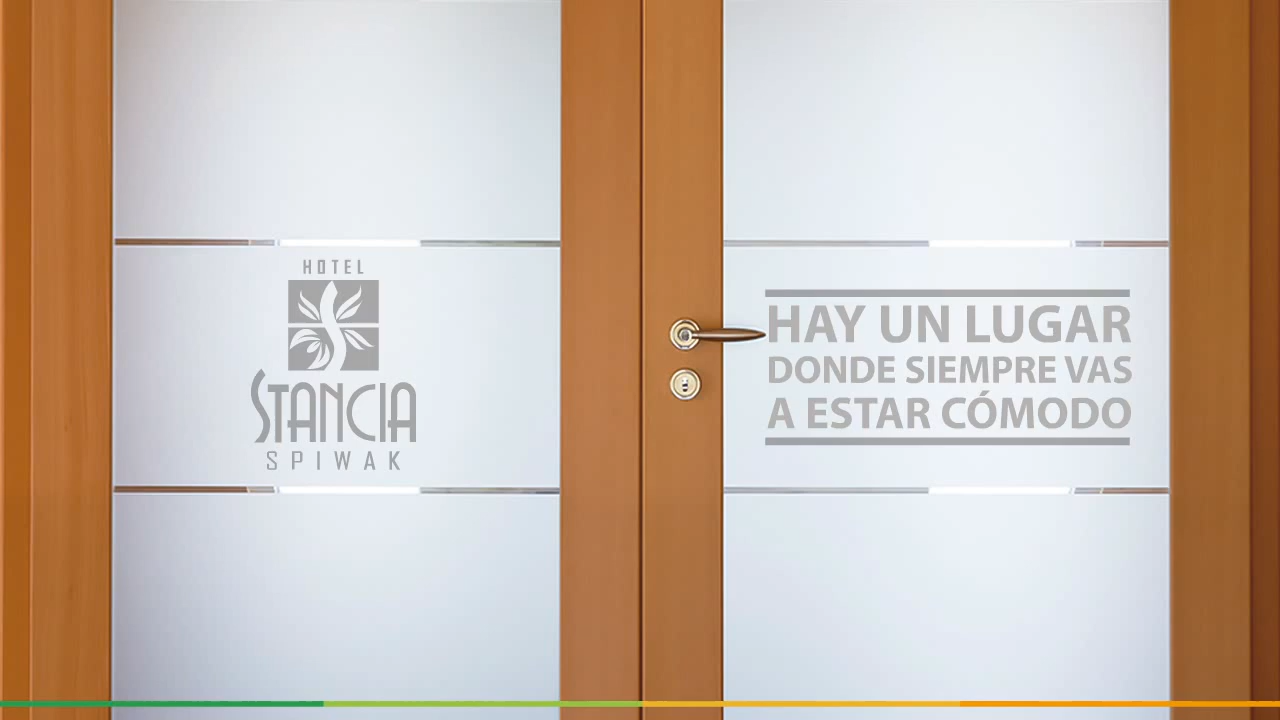 HOTEL
STANCIA
SPIWAK
HAY UN LUGAR
DONDE SIEMPRE VAS
A ESTAR CÓMODO